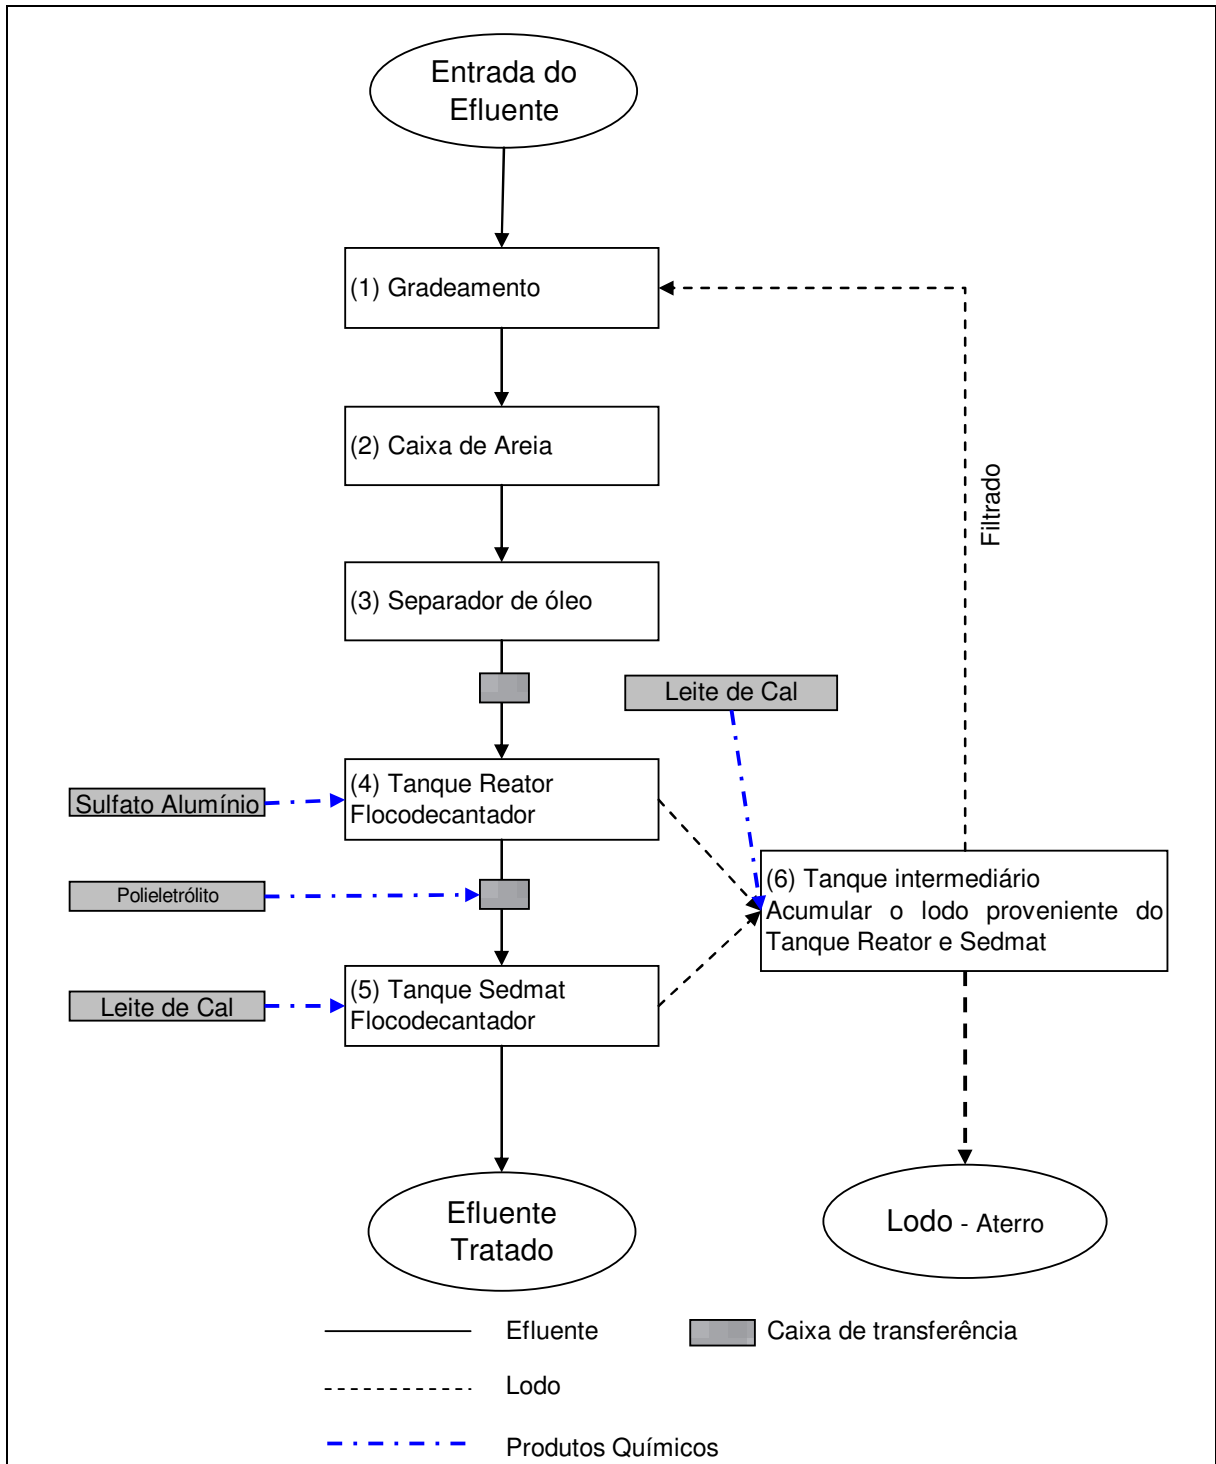 Entrada do
Efluente
(1) Gradeamento
(2) Caixa de Areia
Filtrado
(3) Separador de óleo
Leite de Cal
(4) Tanque Reator
Flocodecantador
Sulfato Alumínio
Polieletrólito
(6) Tanque intermediário
Acumular o lodo proveniente do
Tanque Reator e Sedmat
(5) Tanque Sedmat
Flocodecantador
Leite de Cal
Efluente
Tratado
Lodo - Aterro
Efluente
Caixa de transferência
Lodo
Produtos Químicos